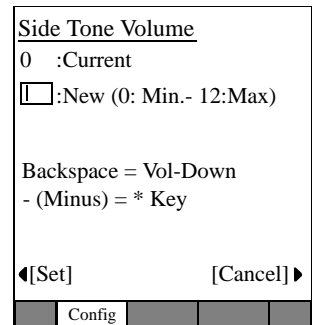 Side Tone Volume
0 :Current
:New (0: Min.- 12:Max)
Backspace = Vol-Down
- (Minus) = * Key
[Set] [Cancel]
Config